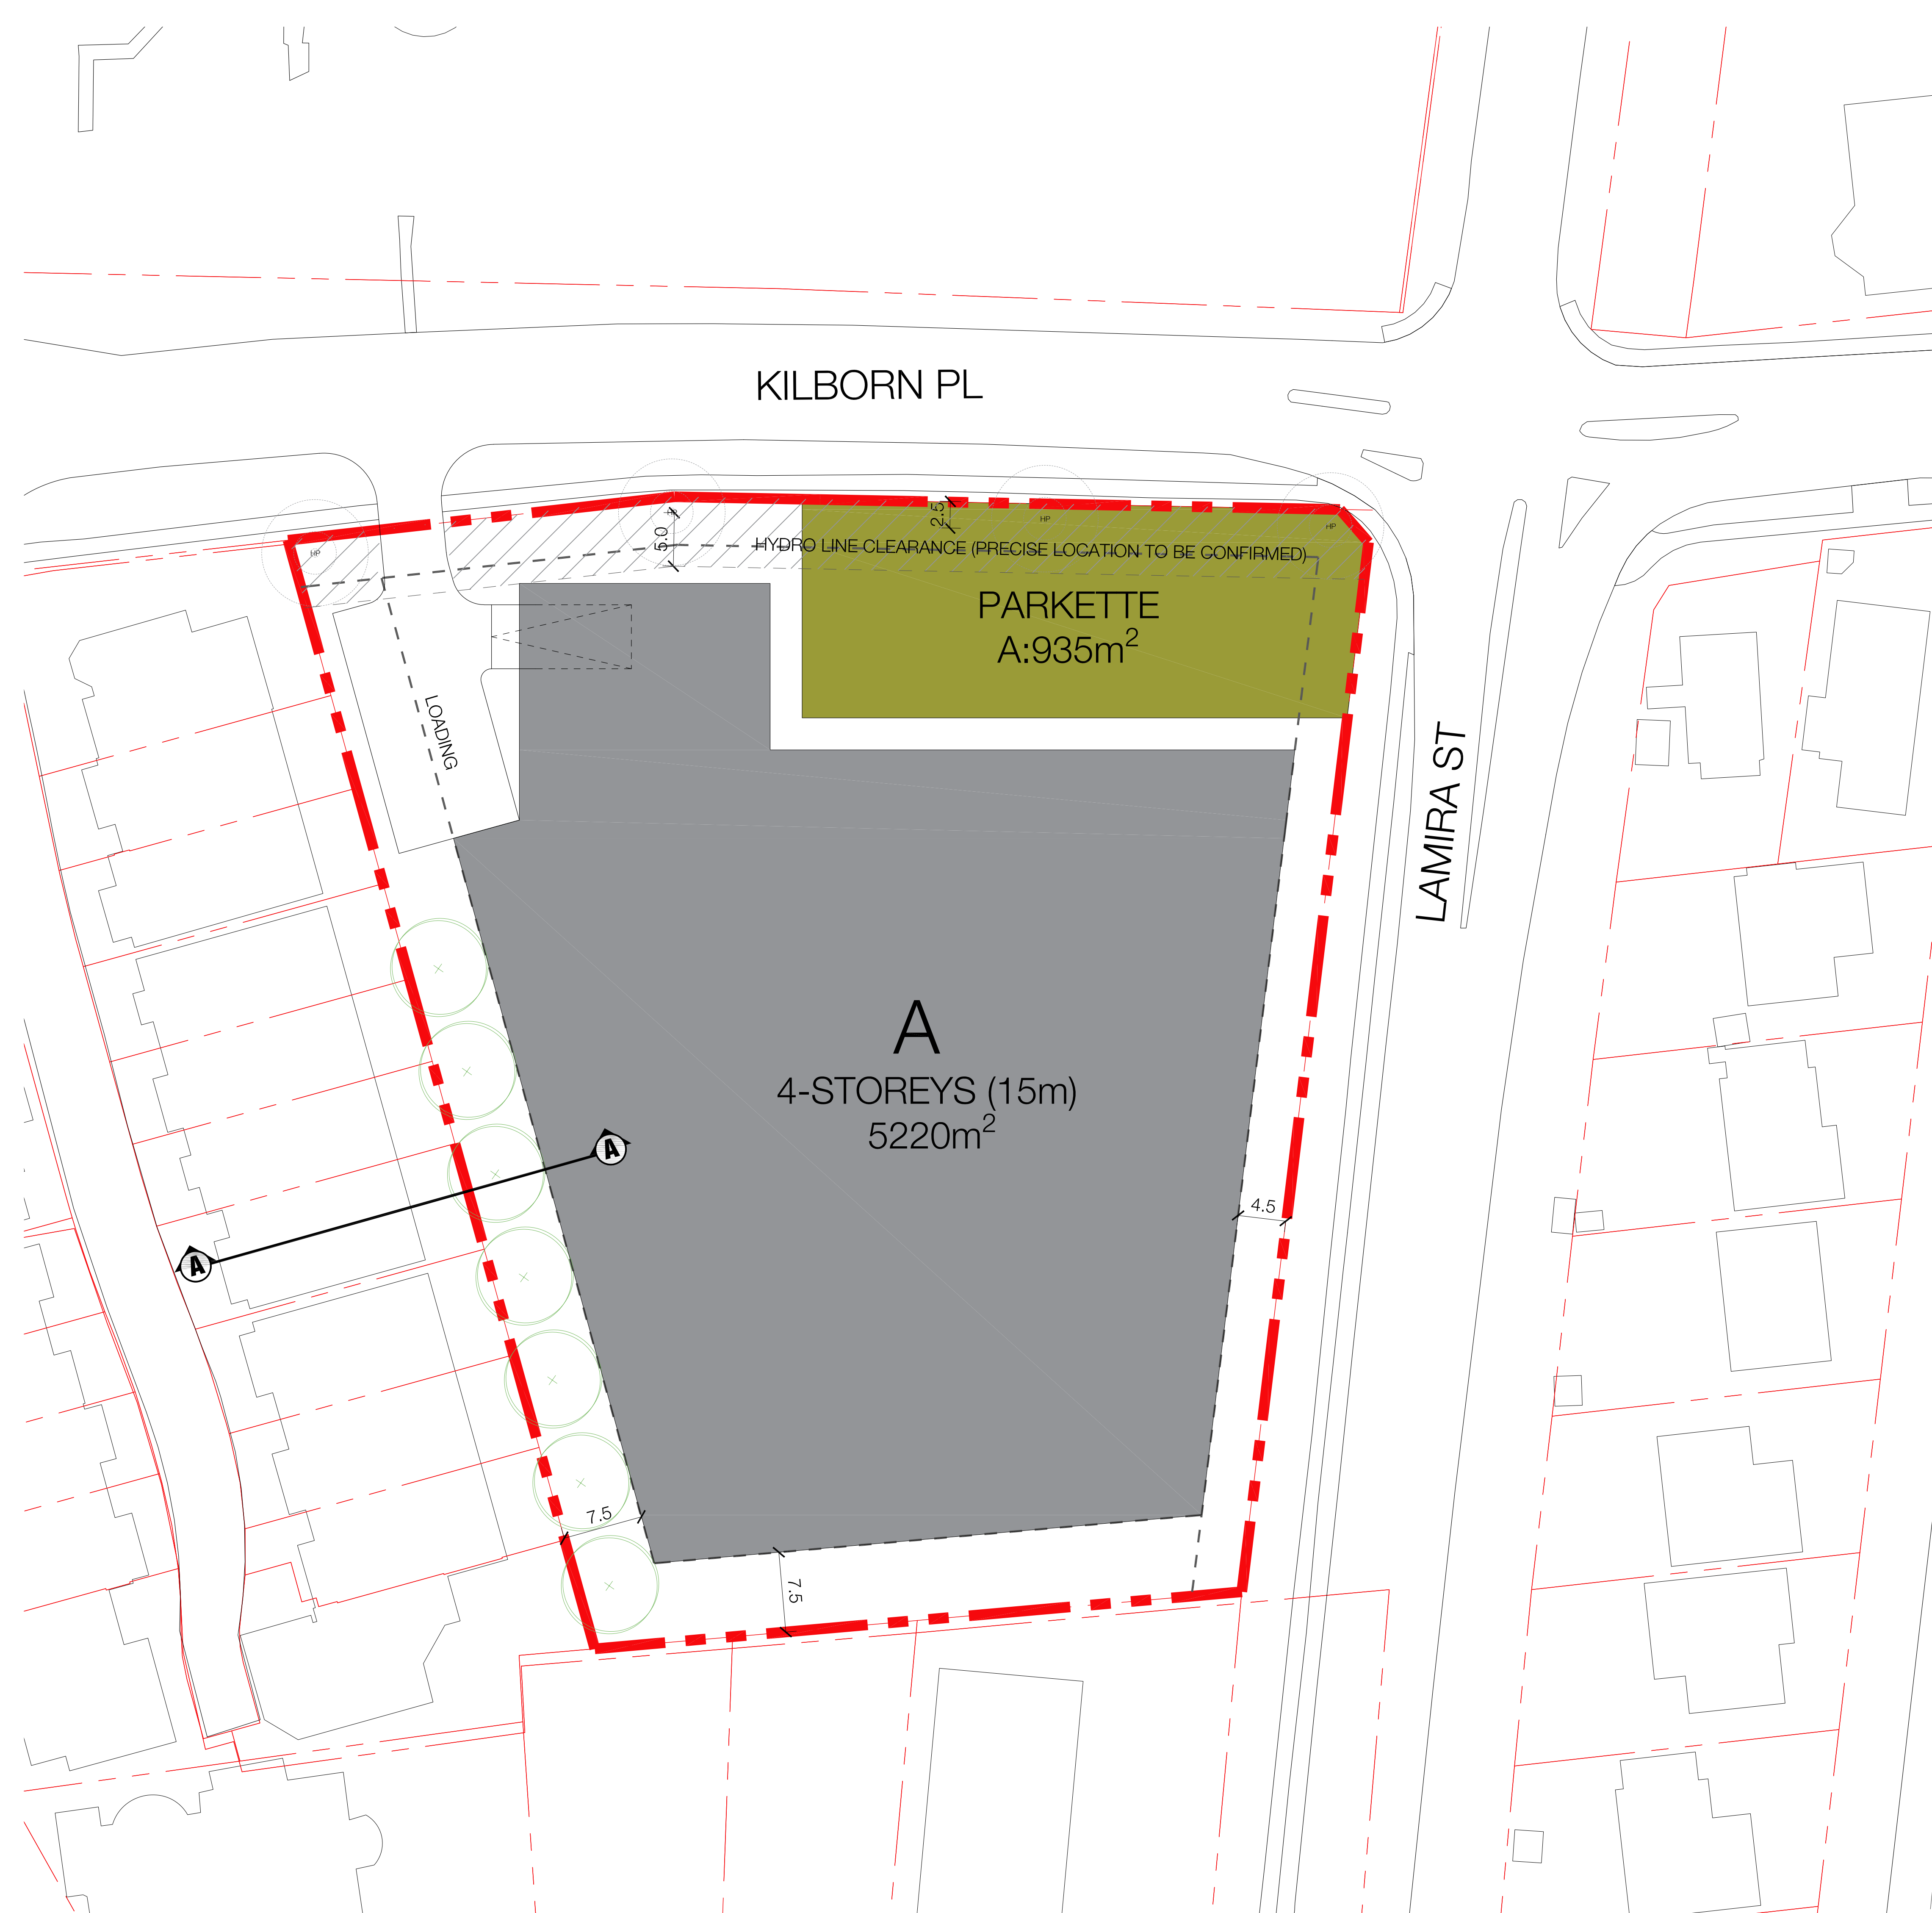 KILBORN PL
HP
HP
HP
HP
5.0
2.5
HYDRO LINE CLEARANCE (PRECISE LOCATION TO BE CONFIRMED)
PARKETTE
A:935m²
LOADING
LAMIRA ST
A
4-STOREYS (15m)
5220m²
A
A
4.5
7.5
7.5